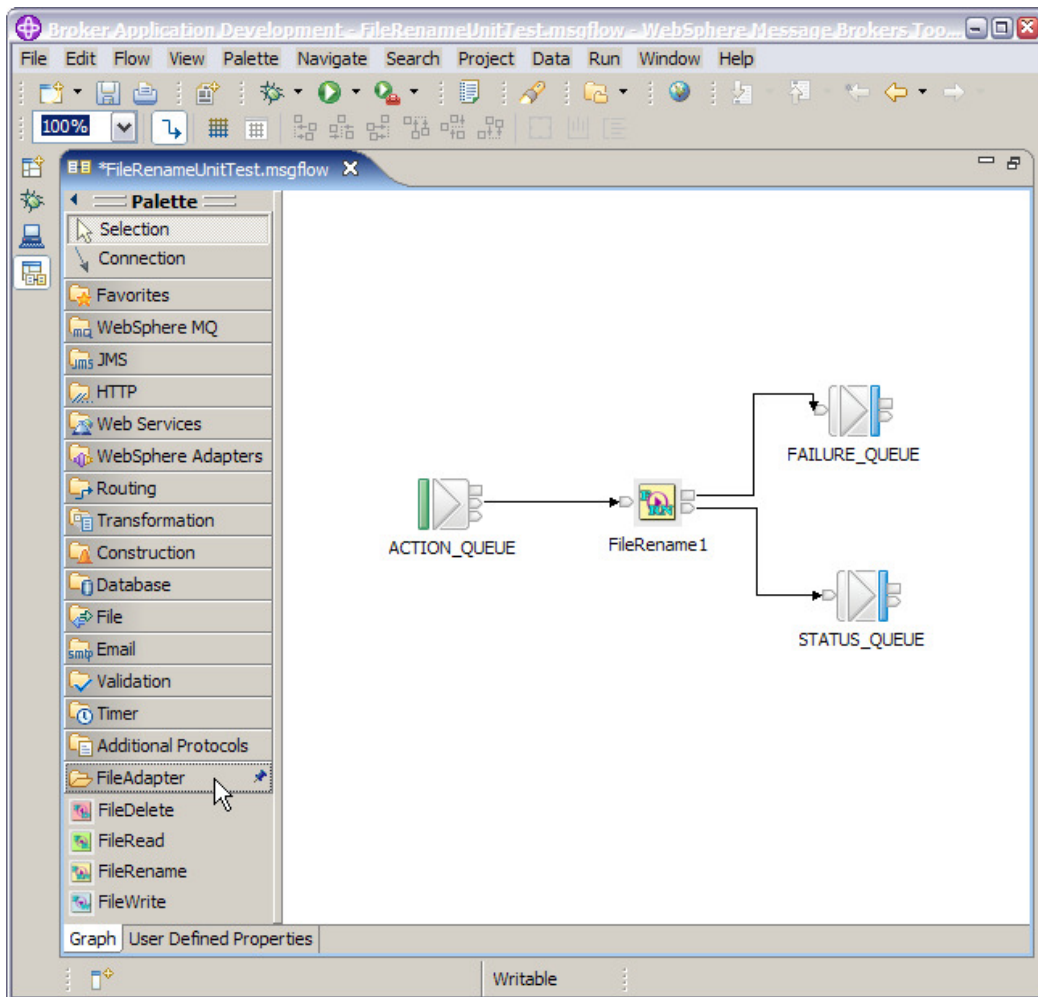 Broker Application Development - FileRenameUnitTest.msgflow - WebSphere Message Brokers Too...
File Edit Flow View Palette Navigate Search Project Data Run Window Help
100%
*FileRenameUnitTest.msgflow
Palette
Selection
Connection
Favorites
mq WebSphere MQ
Jms JMS
HTTP
Web Services
WebSphere Adapters
Routing
Transformation
Construction
Database
File
smtp Email
Validation
Timer
Additional Protocols
FileAdapter
FileDelete
FileRead
FileRename
FileWrite
FAILURE_QUEUE
ACTION_QUEUE
FileRename1
STATUS_QUEUE
Graph User Defined Properties
Writable